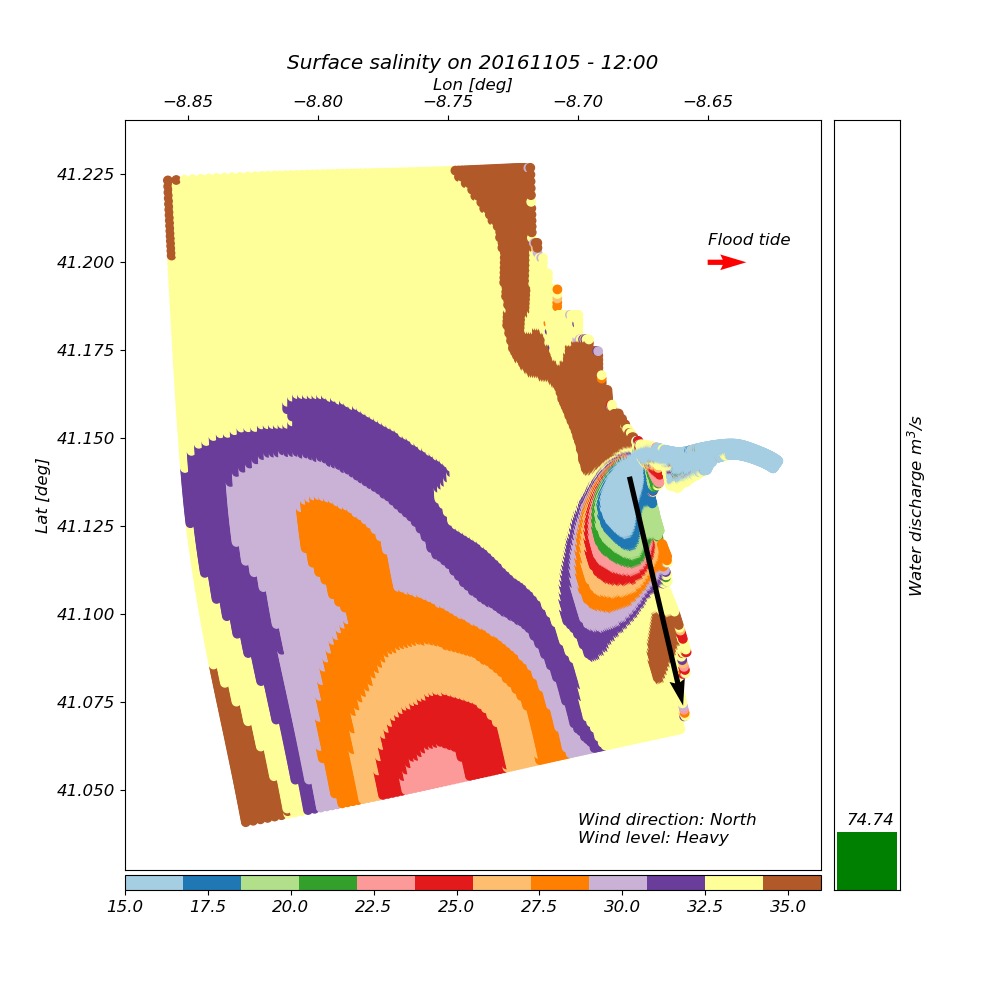 Surface salinity on 20161105 - 12:00
Lon [deg]
−8.85 −8.80 −8.75 −8.70 −8.65
41.225
41.200
41.175
41.150
41.125
41.100
41.075
41.050
Lat [deg]
Flood tide
Wind direction: North
Wind level: Heavy
74.74
Water discharge m³/s
15.0 17.5 20.0 22.5 25.0 27.5 30.0 32.5 35.0